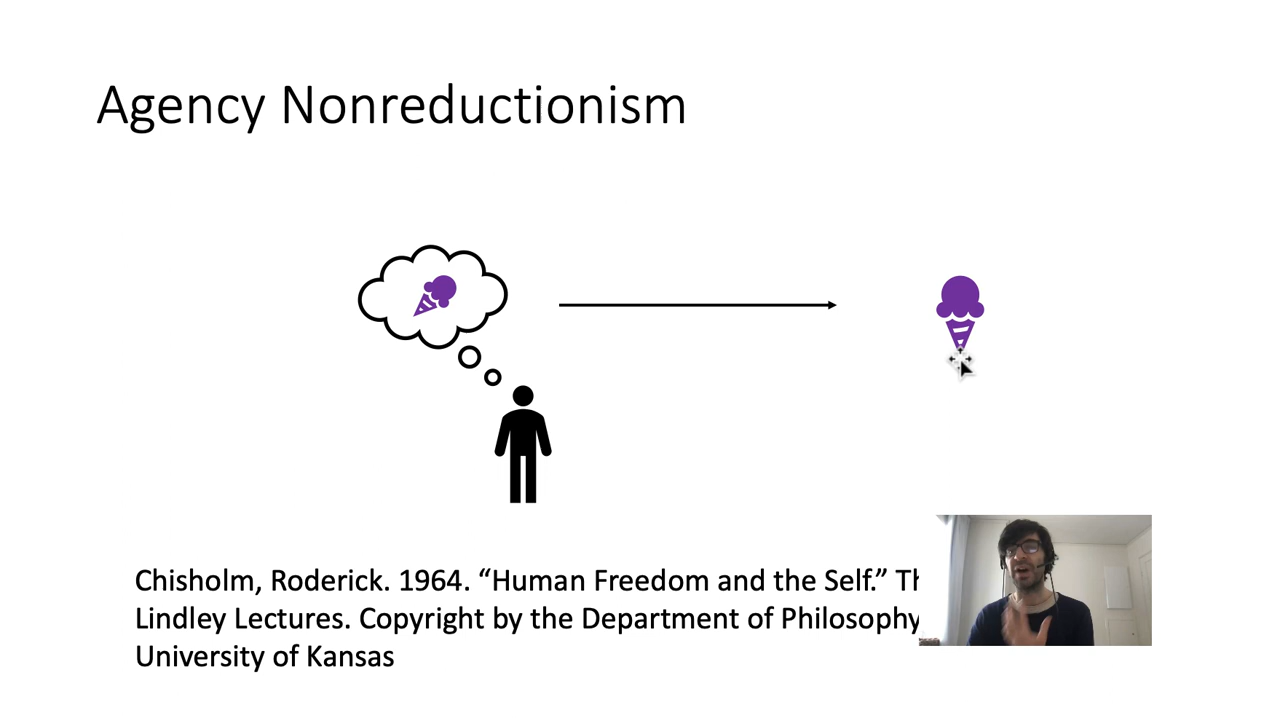 Agency Nonreductionism
Chisholm, Roderick. 1964. “Human Freedom and the Self.”
Lindley Lectures. Copyright by the Department of Philosophy
University of Kansas